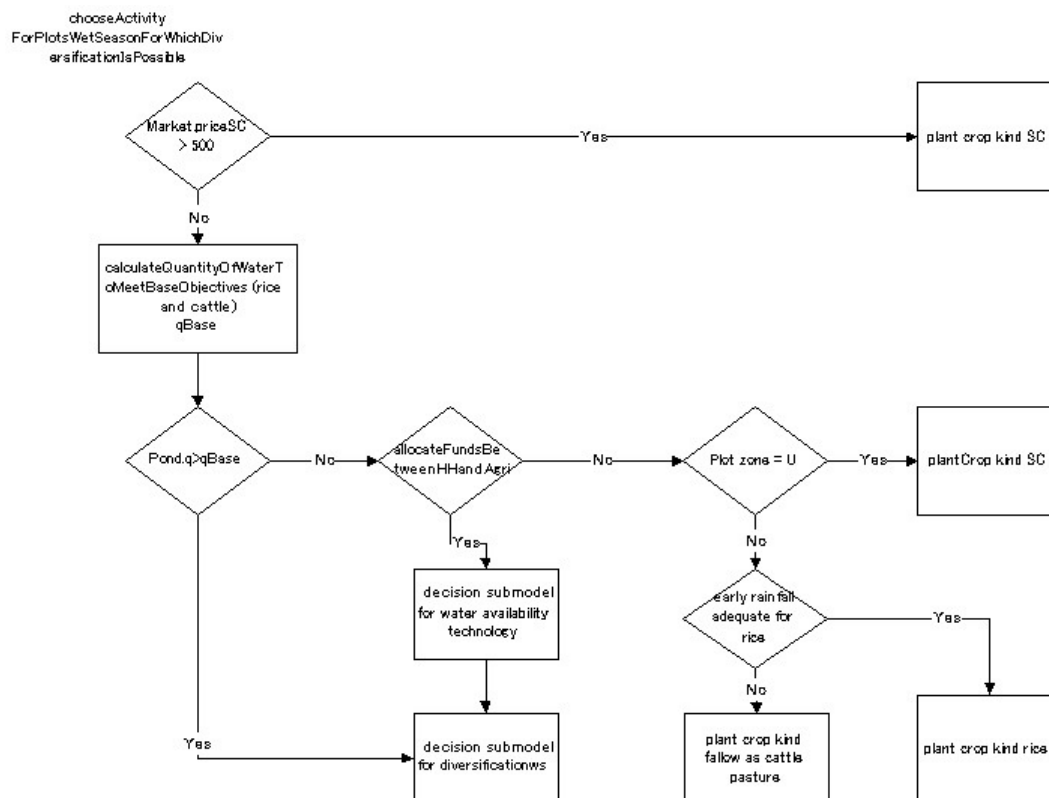 chooseActivity
ForPlotsWetSeasonForWhichDiv
ersificationIsPossible
Market.priceSC
> 500
Yes
plant crop kind SC
No
calculateQuantityOfWaterT
oMeetBaseObjectives (rice
and cattle)
qBase
Pond.q>qBase
No
allocateFundsBe
tweenHHandAgri
No
Plot zone = U
Yes
plantCrop kind SC
Yes
No
decision submodel
for water availability
technology
early rainfall
adequate for
rice
Yes
No
Yes
decision submodel
for diversificationws
plant crop kind
fallow as cattle
pasture
plant crop kind rice